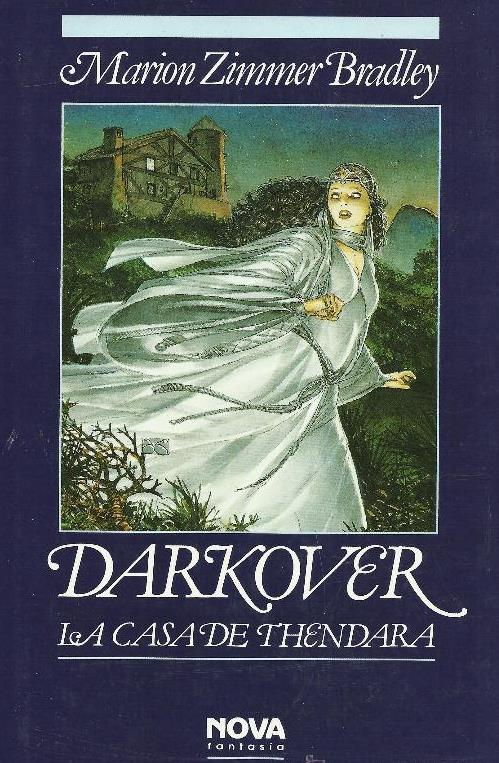 Marion Zimmer Bradley
DARKOVER
LA CASA DE THENDARA
NOVA
fantasía